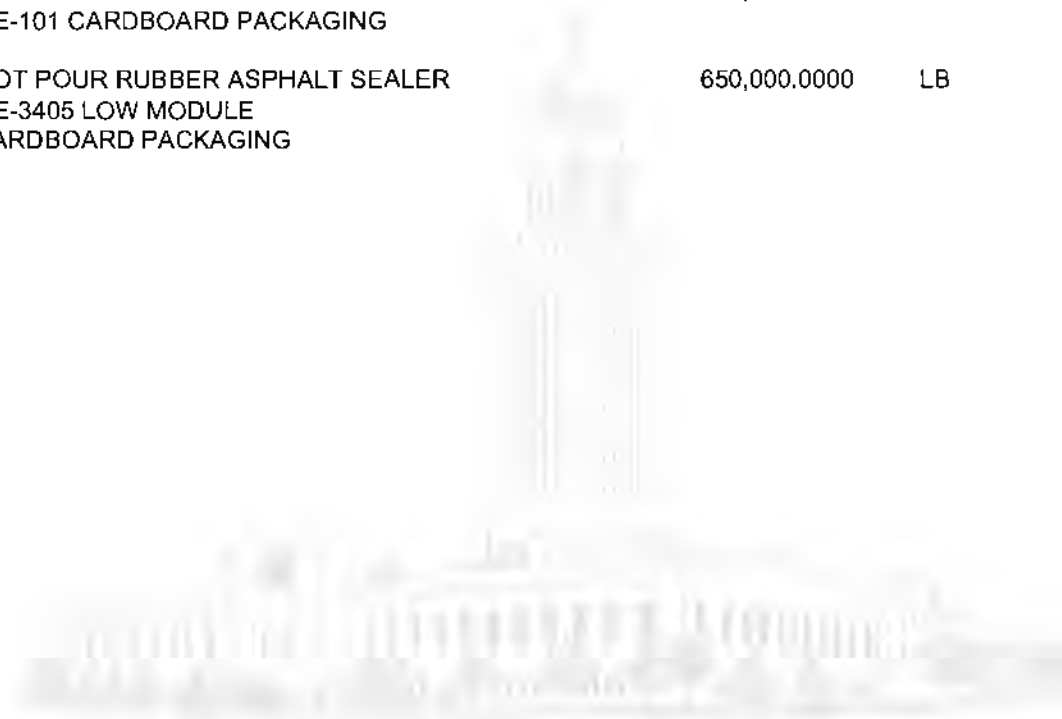 E-101 CARDBOARD PACKAGING
OT POUR RUBBER ASPHALT SEALER 650,000.0000 LB
E-3405 LOW MODULE
ARDBOARD PACKAGING